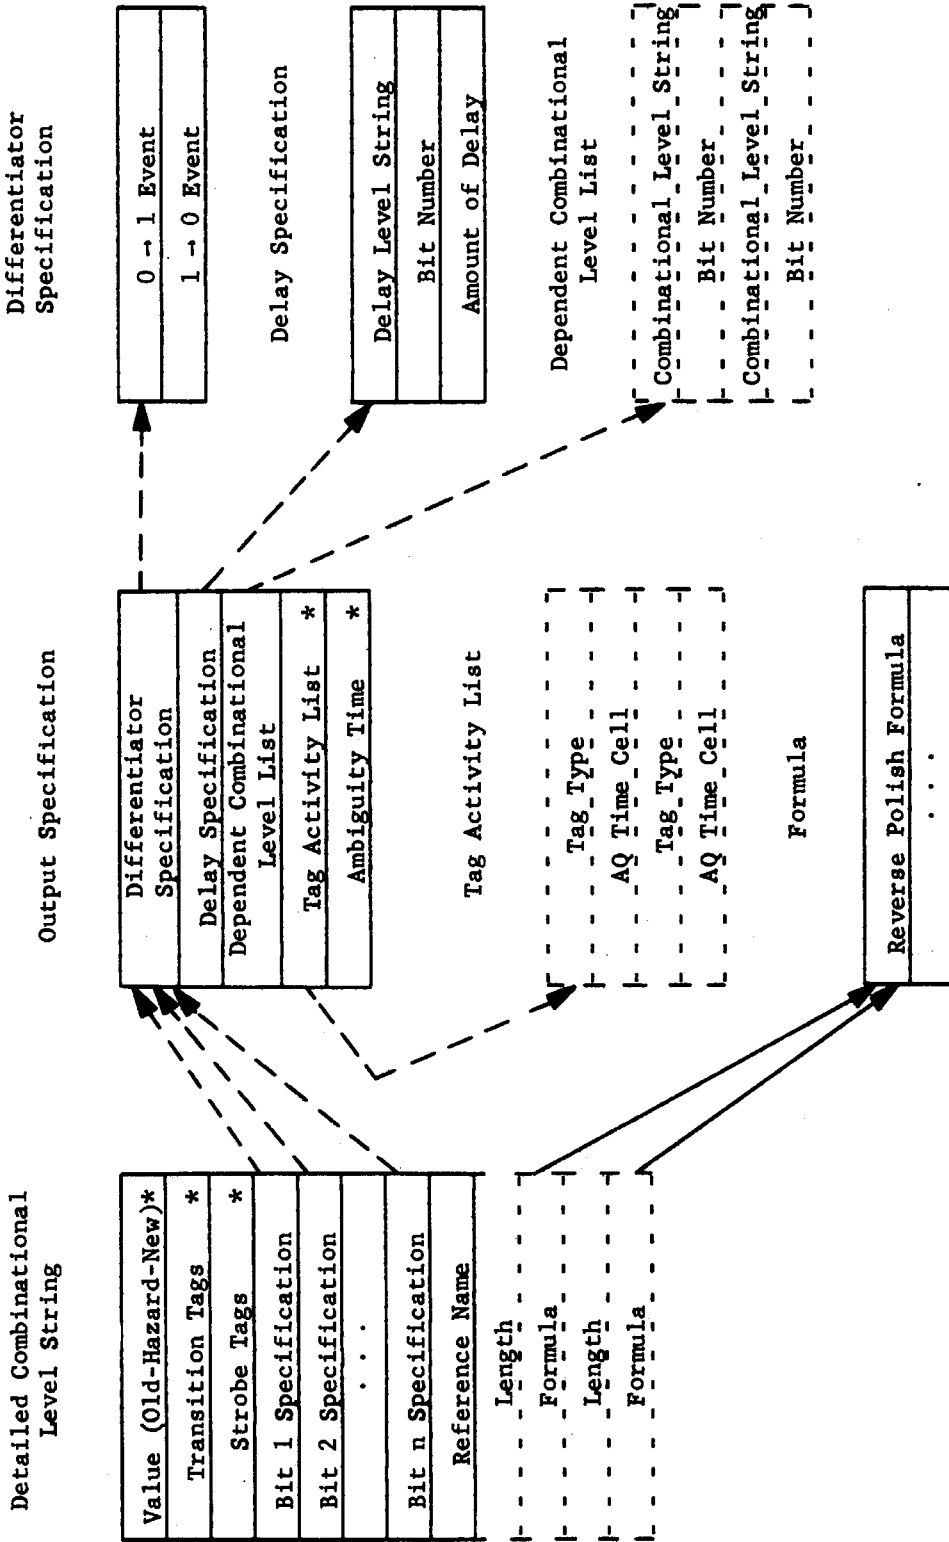 Detailed Combinational
Level String
Value (Old-Hazard-New)*
Transition Tags *
Strobe Tags *
Bit 1 Specification
Bit 2 Specification
. . .
Bit n Specification
Reference Name
Length
Formula
Length
Formula
Output Specification
Differentiator
Specification
Delay Specification
Dependent Combinational
Level List
Tag Activity List *
Ambiguity Time *
Tag Activity List
Tag Type
AQ Time Cell
Tag Type
AQ Time Cell
Formula
Reverse Polish Formula
. . .
Differentiator
Specification
0 → 1 Event
1 → 0 Event
Delay Specification
Delay Level String
Bit Number
Amount of Delay
Dependent Combinational
Level List
Combinational Level String
Bit Number
Combinational Level String
Bit Number